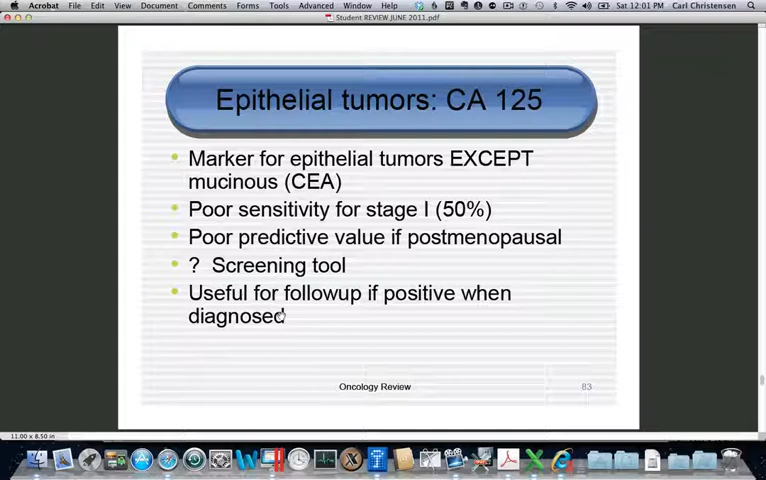 Acrobat File Edit View Document Comments Forms Tools Advanced Window Help Sat 12:01 PM Carl Christensen
Student REVIEW JUNE 2011.pdf
Epithelial tumors: CA 125
Marker for epithelial tumors EXCEPT
mucinous (CEA)
Poor sensitivity for stage I (50%)
Poor predictive value if postmenopausal
? Screening tool
Useful for followup if positive when
diagnosed
Oncology Review 83
11.00 x 8.50 in